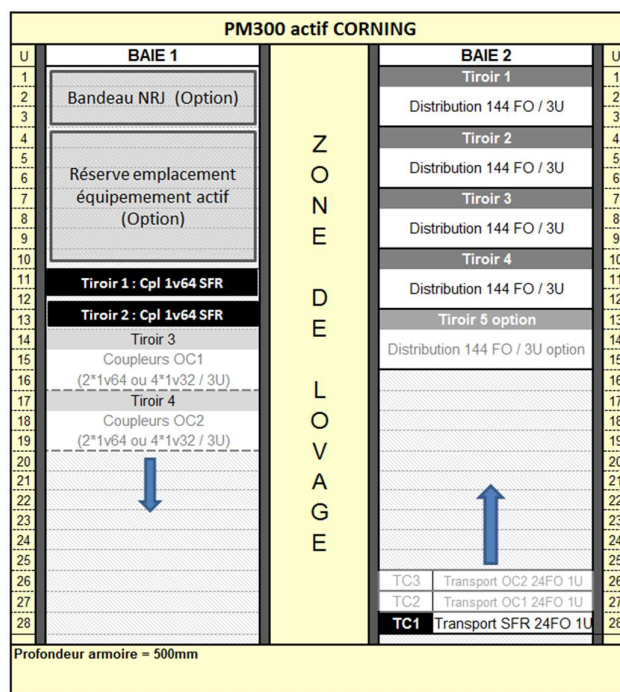 PM300 actif CORNING
U
BAIE 1
BAIE 2
U
1
2
3
4
5
6
7
8
9
10
11
12
13
14
15
16
17
18
19
20
21
22
23
24
25
26
27
28
Bandeau NRJ (Option)
Réserve emplacement
équipemement actif
(Option)
Tiroir 1 : Cpl 1v64 SFR
Tiroir 2 : Cpl 1v64 SFR
Tiroir 3
Coupleurs OC1
(2*1v64 ou 4*1v32 / 3U)
Tiroir 4
Coupleurs OC2
(2*1v64 ou 4*1v32 / 3U)
ZONE DE LOVAGE
Tiroir 1
Distribution 144 FO / 3U
Tiroir 2
Distribution 144 FO / 3U
Tiroir 3
Distribution 144 FO / 3U
Tiroir 4
Distribution 144 FO / 3U
Tiroir 5 option
Distribution 144 FO / 3U option
TC3 Transport OC2 24FO 1U
TC2 Transport OC1 24FO 1U
TC1 Transport SFR 24FO 1U
1
2
3
4
5
6
7
8
9
10
11
12
13
14
15
16
17
18
19
20
21
22
23
24
25
26
27
28
Profondeur armoire = 500mm